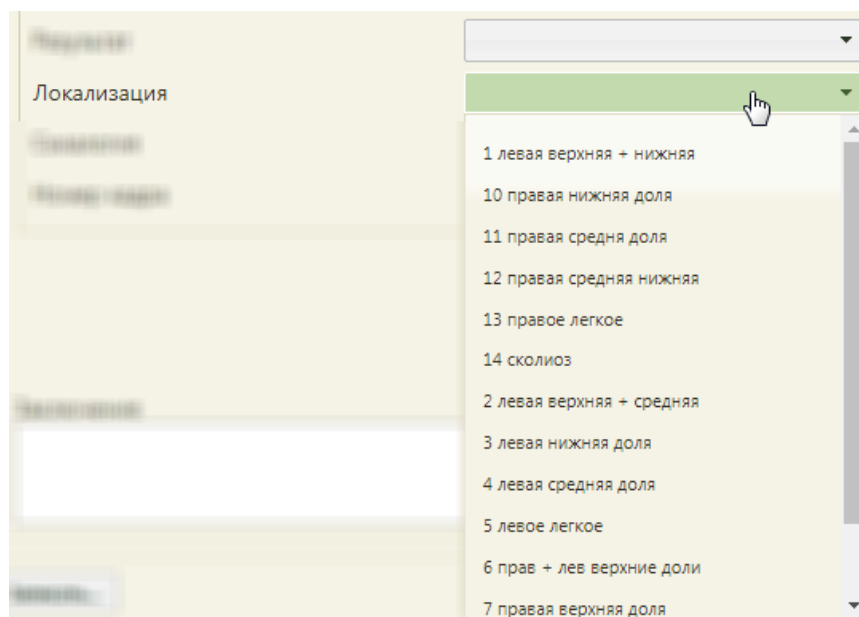 Локализация
1 левая верхняя + нижняя
10 правая нижняя доля
11 правая средня доля
12 правая средняя нижняя
13 правое легкое
14 сколиоз
2 левая верхняя + средняя
3 левая нижняя доля
4 левая средняя доля
5 левое легкое
6 прав + лев верхние доли
7 правая верхняя доля